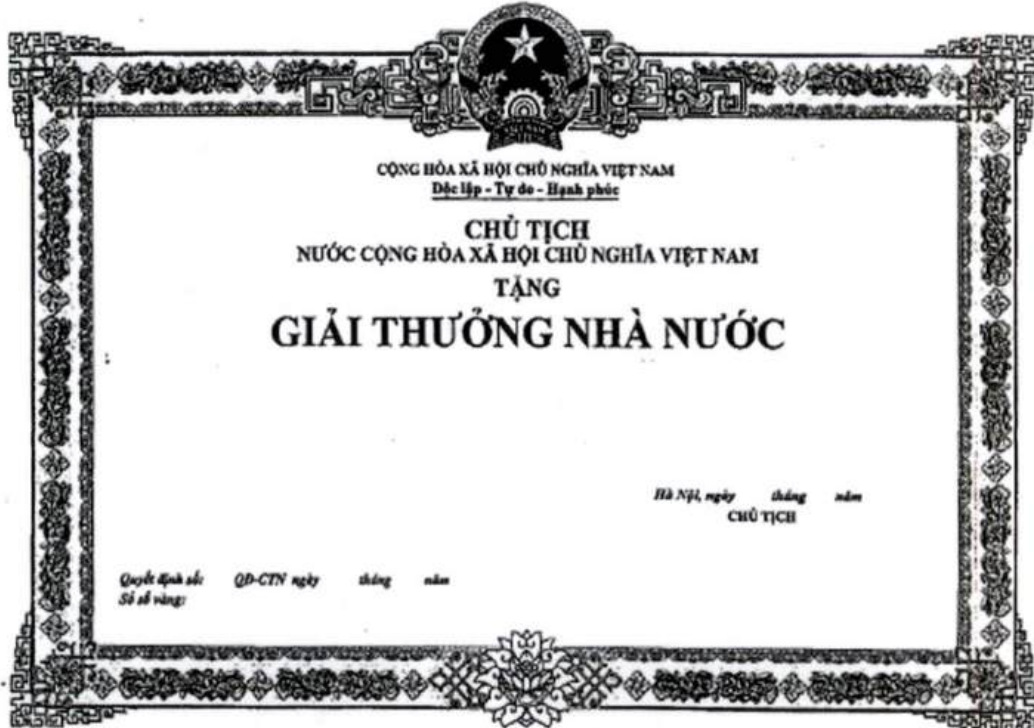 VIỆT NAM
CỘNG HÒA XÃ HỘI CHỦ NGHĨA VIỆT NAM
Độc lập - Tự do - Hạnh phúc
CHỦ TỊCH
NƯỚC CỘNG HÒA XÃ HỘI CHỦ NGHĨA VIỆT NAM
TẶNG
GIẢI THƯỞNG NHÀ NƯỚC
Hà Nội, ngày tháng năm
CHỦ TỊCH
Quyết định số: QĐ-CTN ngày tháng năm
Số sổ vàng: